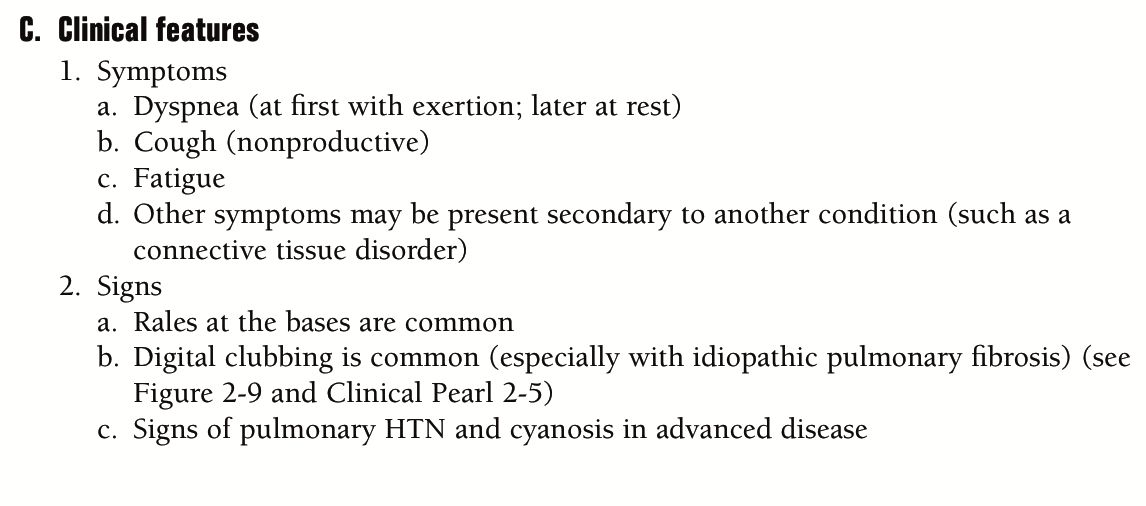 C. Clinical features
1. Symptoms
a. Dyspnea (at first with exertion; later at rest)
b. Cough (nonproductive)
c. Fatigue
d. Other symptoms may be present secondary to another condition (such as a
connective tissue disorder)
2. Signs
a. Rales at the bases are common
b. Digital clubbing is common (especially with idiopathic pulmonary fibrosis) (see
Figure 2-9 and Clinical Pearl 2-5)
c. Signs of pulmonary HTN and cyanosis in advanced disease